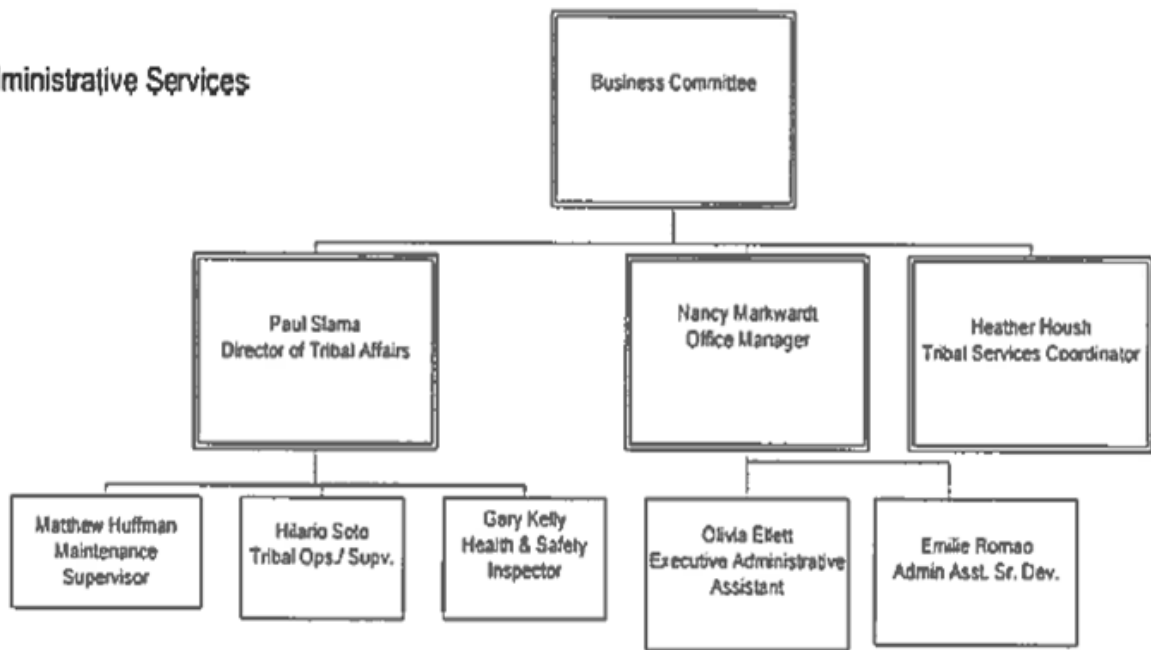 ministrative Services
Business Committee
Paul Slama
Director of Tribal Affairs
Nancy Markwardt
Office Manager
Heather Housh
Tribal Services Coordinator
Matthew Huffman
Maintenance
Supervisor
Hilario Soto
Tribal Ops./ Supv.
Gary Kelly
Health & Safety
Inspector
Olivia Ellett
Executive Administrative
Assistant
Emilie Romao
Admin Asst. Sr. Dev.